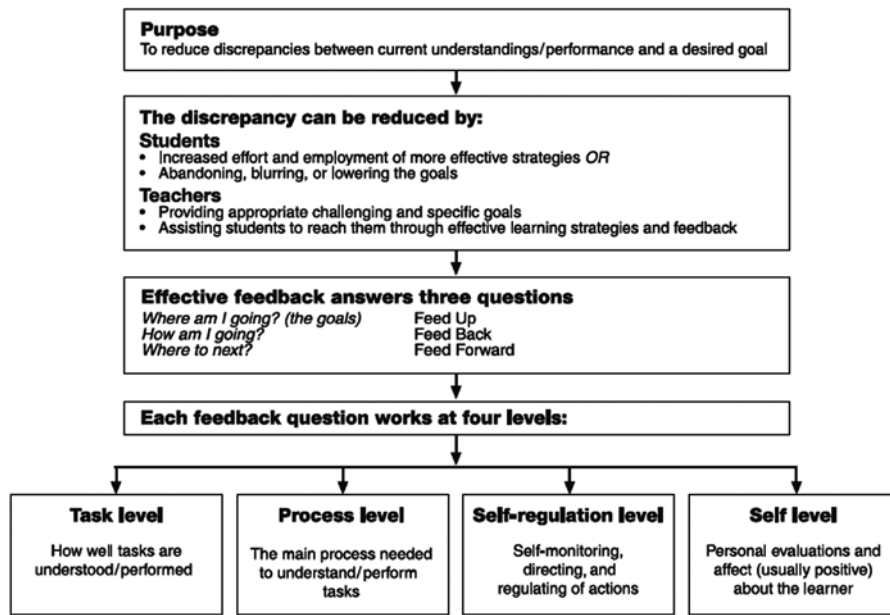 Purpose
To reduce discrepancies between current understandings/performance and a desired goal
The discrepancy can be reduced by:
Students
• Increased effort and employment of more effective strategies OR
• Abandoning, blurring, or lowering the goals
Teachers
• Providing appropriate challenging and specific goals
• Assisting students to reach them through effective learning strategies and feedback
Effective feedback answers three questions
Where am I going? (the goals) Feed Up
How am I going? Feed Back
Where to next? Feed Forward
Each feedback question works at four levels:
Task level
How well tasks are
understood/performed
Process level
The main process needed
to understand/perform
tasks
Self-regulation level
Self-monitoring,
directing, and
regulating of actions
Self level
Personal evaluations and
affect (usually positive)
about the learner